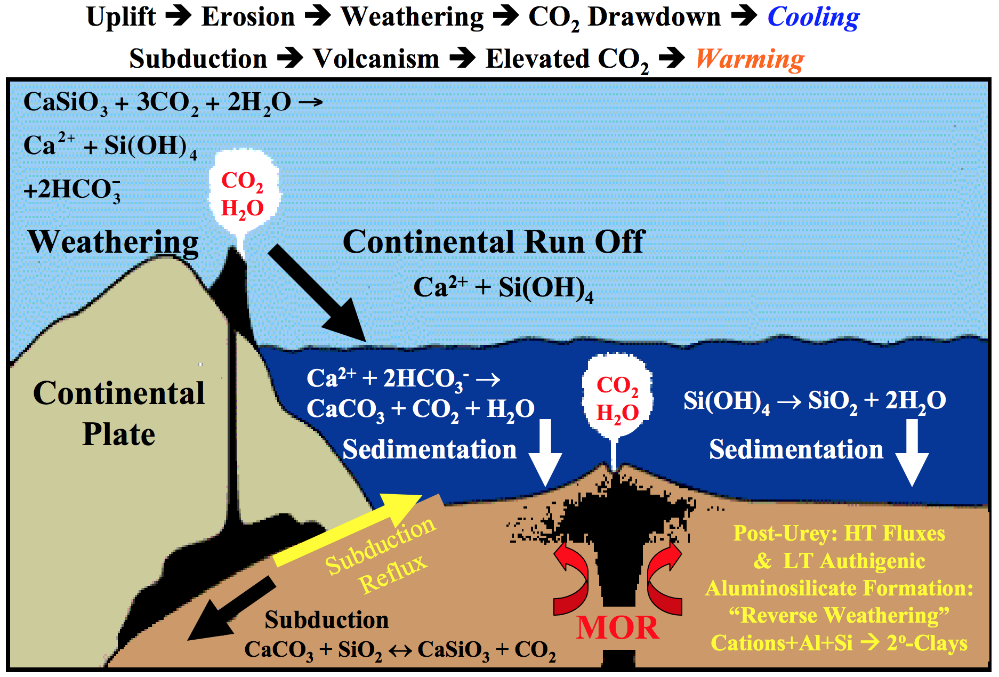 Uplift ➔ Erosion ➔ Weathering ➔ CO₂ Drawdown ➔ Cooling
Subduction ➔ Volcanism ➔ Elevated CO₂ ➔ Warming
CaSiO₃ + 3CO₂ + 2H₂O →
Ca²⁺ + Si(OH)₄
+2HCO₃⁻
CO₂
H₂O
Weathering
Continental Run Off
Ca²⁺ + Si(OH)₄
Continental
Plate
Ca²⁺ + 2HCO₃⁻ →
CaCO₃ + CO₂ + H₂O
Sedimentation
CO₂
H₂O
Si(OH)₄ → SiO₂ + 2H₂O
Sedimentation
Subduction
Reflux
Subduction
CaCO₃ + SiO₂ ↔ CaSiO₃ + CO₂
MOR
Post-Urey: HT Fluxes
& LT Authigenic
Aluminosilicate Formation:
“Reverse Weathering”
Cations+Al+Si ➔ 2º-Clays